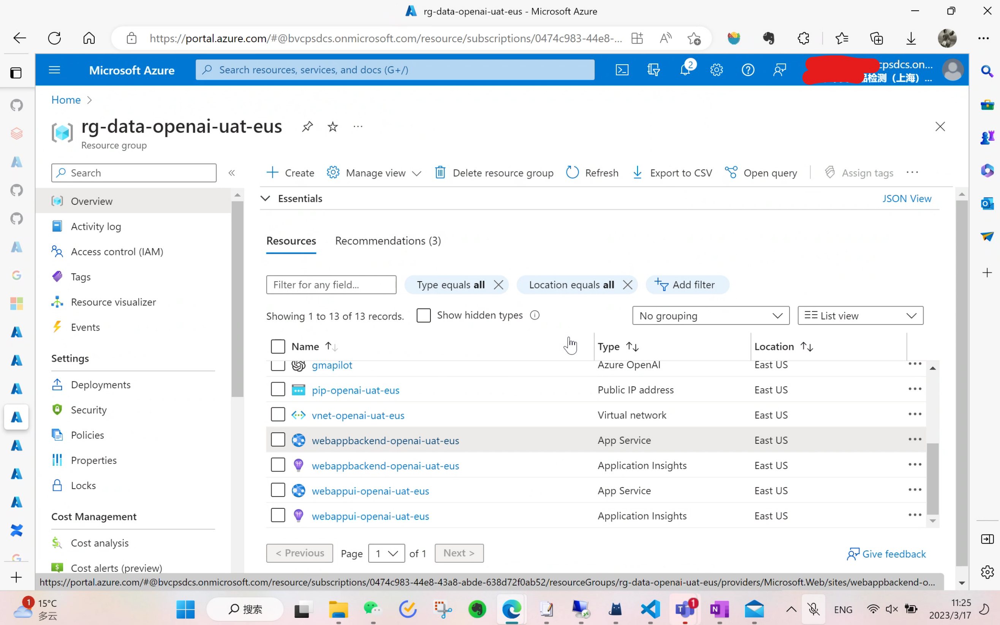 rg-data-openai-uat-eus - Microsoft Azure
https://portal.azure.com/#@bvcpsdcs.onmicrosoft.com/resource/subscriptions/0474c983-44e8-...
Microsoft Azure
Search resources, services, and docs (G+/)
2
cpsdcs.on...
检测（上海） ...
Home >
rg-data-openai-uat-eus
Resource group
Search
Create
Manage view
Delete resource group
Refresh
Export to CSV
Open query
Assign tags
Overview
Activity log
Access control (IAM)
Tags
Resource visualizer
Events
Settings
Deployments
Security
Policies
Properties
Locks
Cost Management
Cost analysis
Cost alerts (preview)
Essentials
JSON View
Resources
Recommendations (3)
Filter for any field...
Type equals all
Location equals all
Add filter
Showing 1 to 13 of 13 records.
Show hidden types
No grouping
List view
Name
Type
Location
gmapilot Azure OpenAI East US
pip-openai-uat-eus Public IP address East US
vnet-openai-uat-eus Virtual network East US
webappbackend-openai-uat-eus App Service East US
webappbackend-openai-uat-eus Application Insights East US
webappui-openai-uat-eus App Service East US
webappui-openai-uat-eus Application Insights East US
< Previous
Page 1 of 1
Next >
Give feedback
https://portal.azure.com/#@bvcpsdcs.onmicrosoft.com/resource/subscriptions/0474c983-44e8-43a8-abde-638d72f0ab52/resourceGroups/rg-data-openai-uat-eus/providers/Microsoft.Web/sites/webappbackend-o...
1
15°C
多云
搜索
1
ENG
11:25
2023/3/17